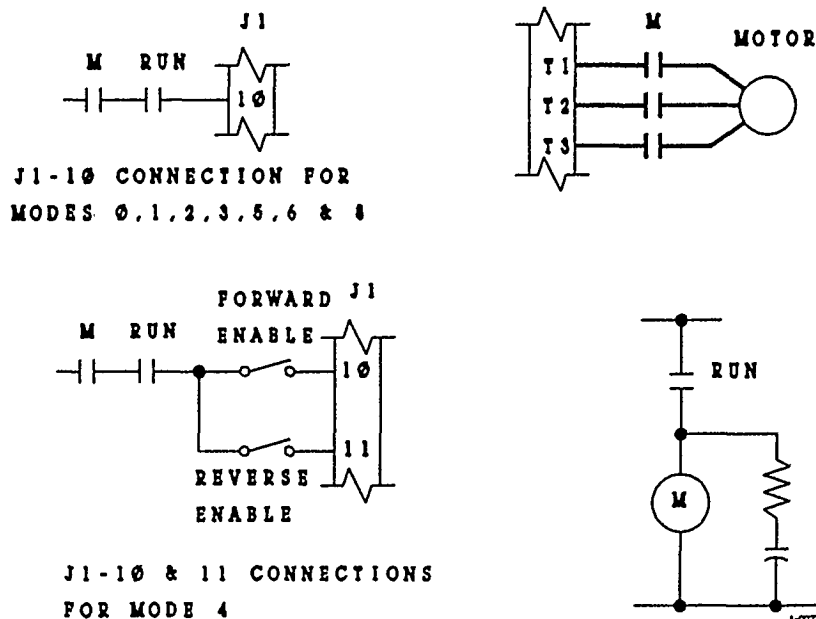 J1
M RUN
10
J1-10 CONNECTION FOR
MODES 0,1,2,3,5,6 & 8
M
MOTOR
T1
T2
T3
FORWARD J1
ENABLE
M RUN
10
11
REVERSE
ENABLE
J1-10 & 11 CONNECTIONS
FOR MODE 4
RUN
M